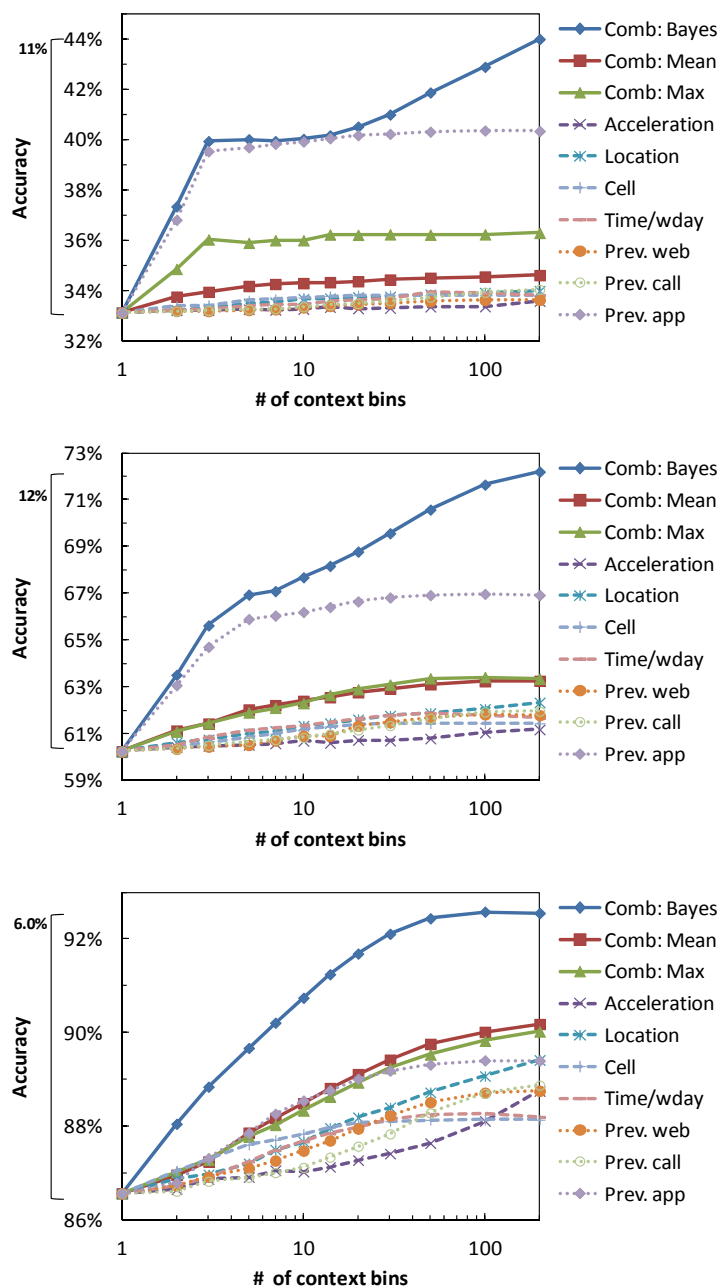 11%
Accuracy
44%
42%
40%
38%
36%
34%
32%
1
10
100
# of context bins
Comb: Bayes
Comb: Mean
Comb: Max
Acceleration
Location
Cell
Time/wday
Prev. web
Prev. call
Prev. app
12%
Accuracy
73%
71%
69%
67%
65%
63%
61%
59%
1
10
100
# of context bins
Comb: Bayes
Comb: Mean
Comb: Max
Acceleration
Location
Cell
Time/wday
Prev. web
Prev. call
Prev. app
6.0%
Accuracy
92%
90%
88%
86%
1
10
100
# of context bins
Comb: Bayes
Comb: Mean
Comb: Max
Acceleration
Location
Cell
Time/wday
Prev. web
Prev. call
Prev. app